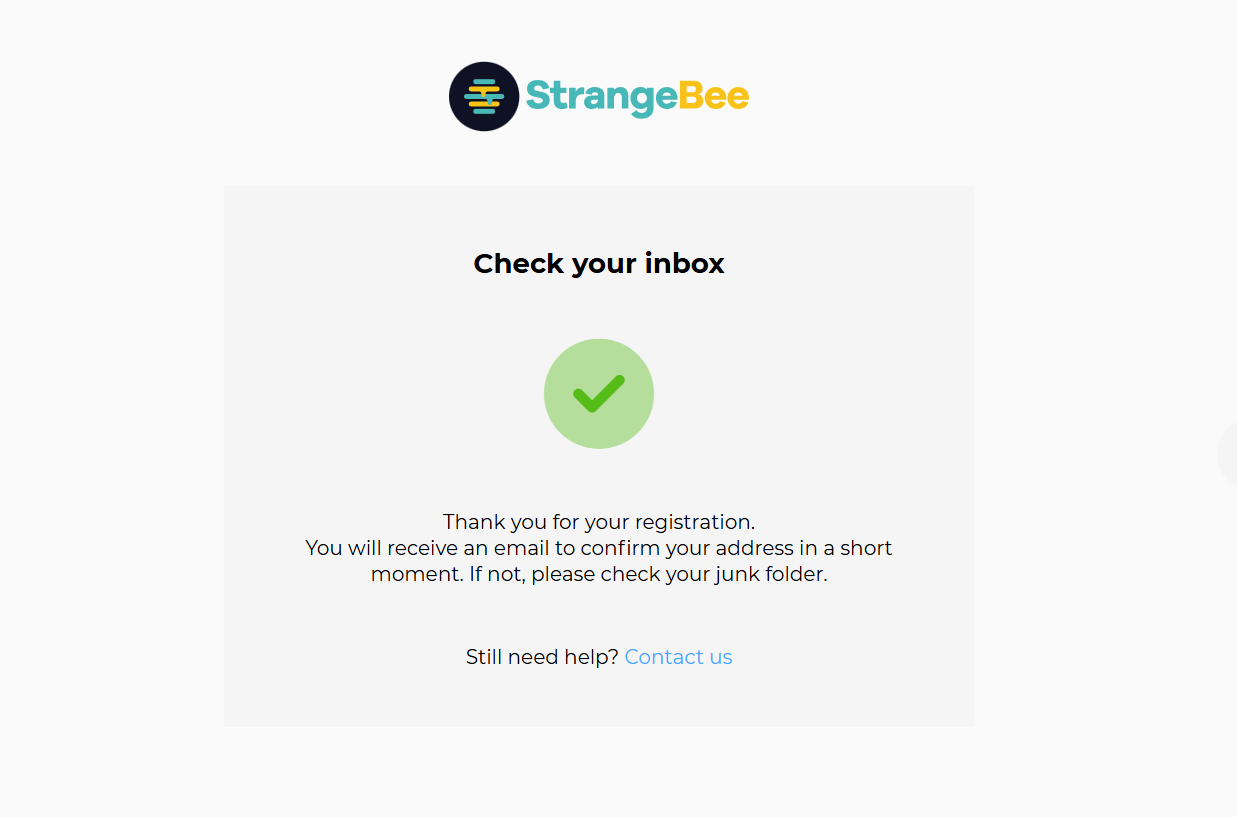 StrangeBee
Check your inbox
Thank you for your registration.
You will receive an email to confirm your address in a short
moment. If not, please check your junk folder.
Still need help? Contact us